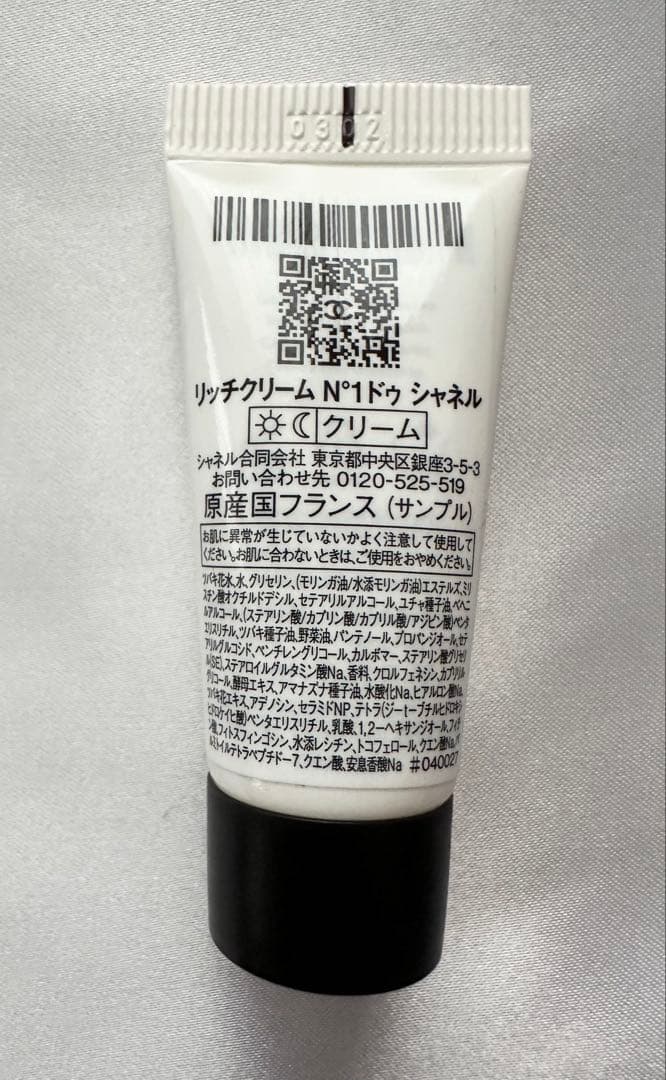 0302
リッチクリーム N°1ドゥ シャネル
クリーム
シャネル合同会社 東京都中央区銀座3-5-3
お問い合わせ先 0120-525-519
原産国フランス（サンプル）
お肌に異常が生じていないかよく注意して使用して
ください。お肌に合わないときは、ご使用をおやめください。
ツバキ花水、水、グリセリン、（モリンガ油/水添モリンガ油）エステルズ、ミリ
スチン酸オクチルドデシル、セテアリルアルコール、ユチャ種子油、ベヘニ
ルアルコール、（ステアリン酸/カプリン酸/カプリル酸/アジピン酸）ペンタ
エリスリチル、ツバキ種子油、野菜油、パンテノール、プロパンジオール、セテ
アリルグルコシド、ペンチレングリコール、カルボマー、ステアリン酸グリセリ
ル（SE）、ステアロイルグルタミン酸Na、香料、クロルフェネシン、カプリリル
グリコール、酵母エキス、アマナズナ種子油、水酸化Na、ヒアルロン酸Na、
ツバキ花エキス、アデノシン、セラミドNP、テトラ（ジーtーブチルヒドロキシ
ヒドロケイヒ酸）ペンタエリスリチル、乳酸、1,2ーヘキサンジオール、フィチ
ン酸、フィトスフィンゴシン、水添レシチン、トコフェロール、クエン酸Na、パ
ルミトイルテトラペプチドー7、クエン酸、安息香酸Na #040027